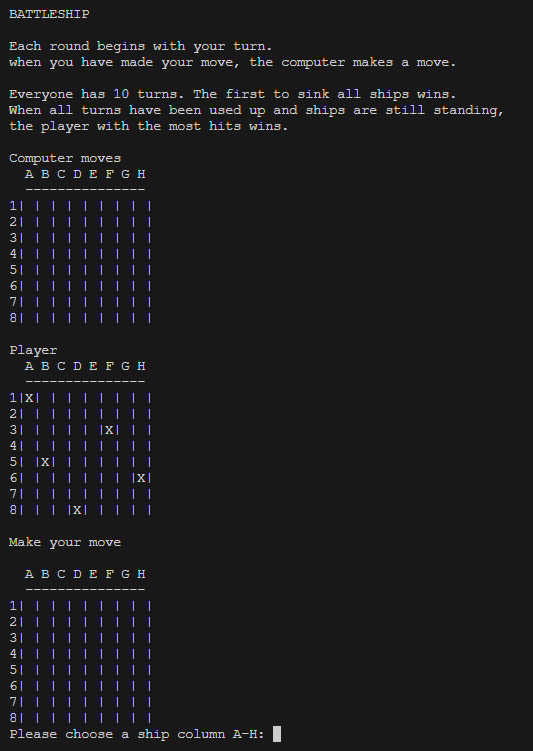 BATTLESHIP
Each round begins with your turn.
when you have made your move, the computer makes a move.
Everyone has 10 turns. The first to sink all ships wins.
When all turns have been used up and ships are still standing,
the player with the most hits wins.
Computer moves
  A B C D E F G H
  ---------------
1| | | | | | | | |
2| | | | | | | | |
3| | | | | | | | |
4| | | | | | | | |
5| | | | | | | | |
6| | | | | | | | |
7| | | | | | | | |
8| | | | | | | | |
Player
  A B C D E F G H
  ---------------
1|X| | | | | | | |
2| | | | | | | | |
3| | | | | |X| | |
4| | | | | | | | |
5| |X| | | | | | |
6| | | | | | | |X|
7| | | | | | | | |
8| | | |X| | | | |
Make your move
  A B C D E F G H
  ---------------
1| | | | | | | | |
2| | | | | | | | |
3| | | | | | | | |
4| | | | | | | | |
5| | | | | | | | |
6| | | | | | | | |
7| | | | | | | | |
8| | | | | | | | |
Please choose a ship column A-H: